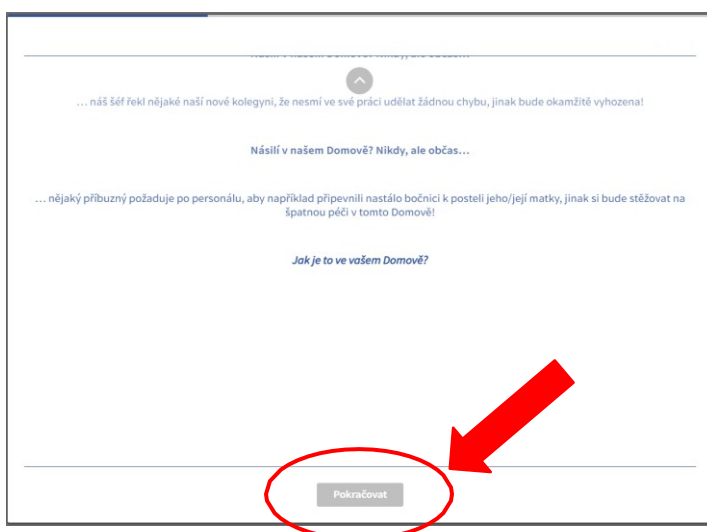 … náš šéf řekl nějaké naší nové kolegyni, že nesmí ve své práci udělat žádnou chybu, jinak bude okamžitě vyhozena!
Násilí v našem Domově? Nikdy, ale občas…
… nějaký příbuzný požaduje po personálu, aby například připevnili nastálo bočnici k posteli jeho/její matky, jinak si bude stěžovat na
špatnou péči v tomto Domově!
Jak je to ve vašem Domově?
Pokračovat